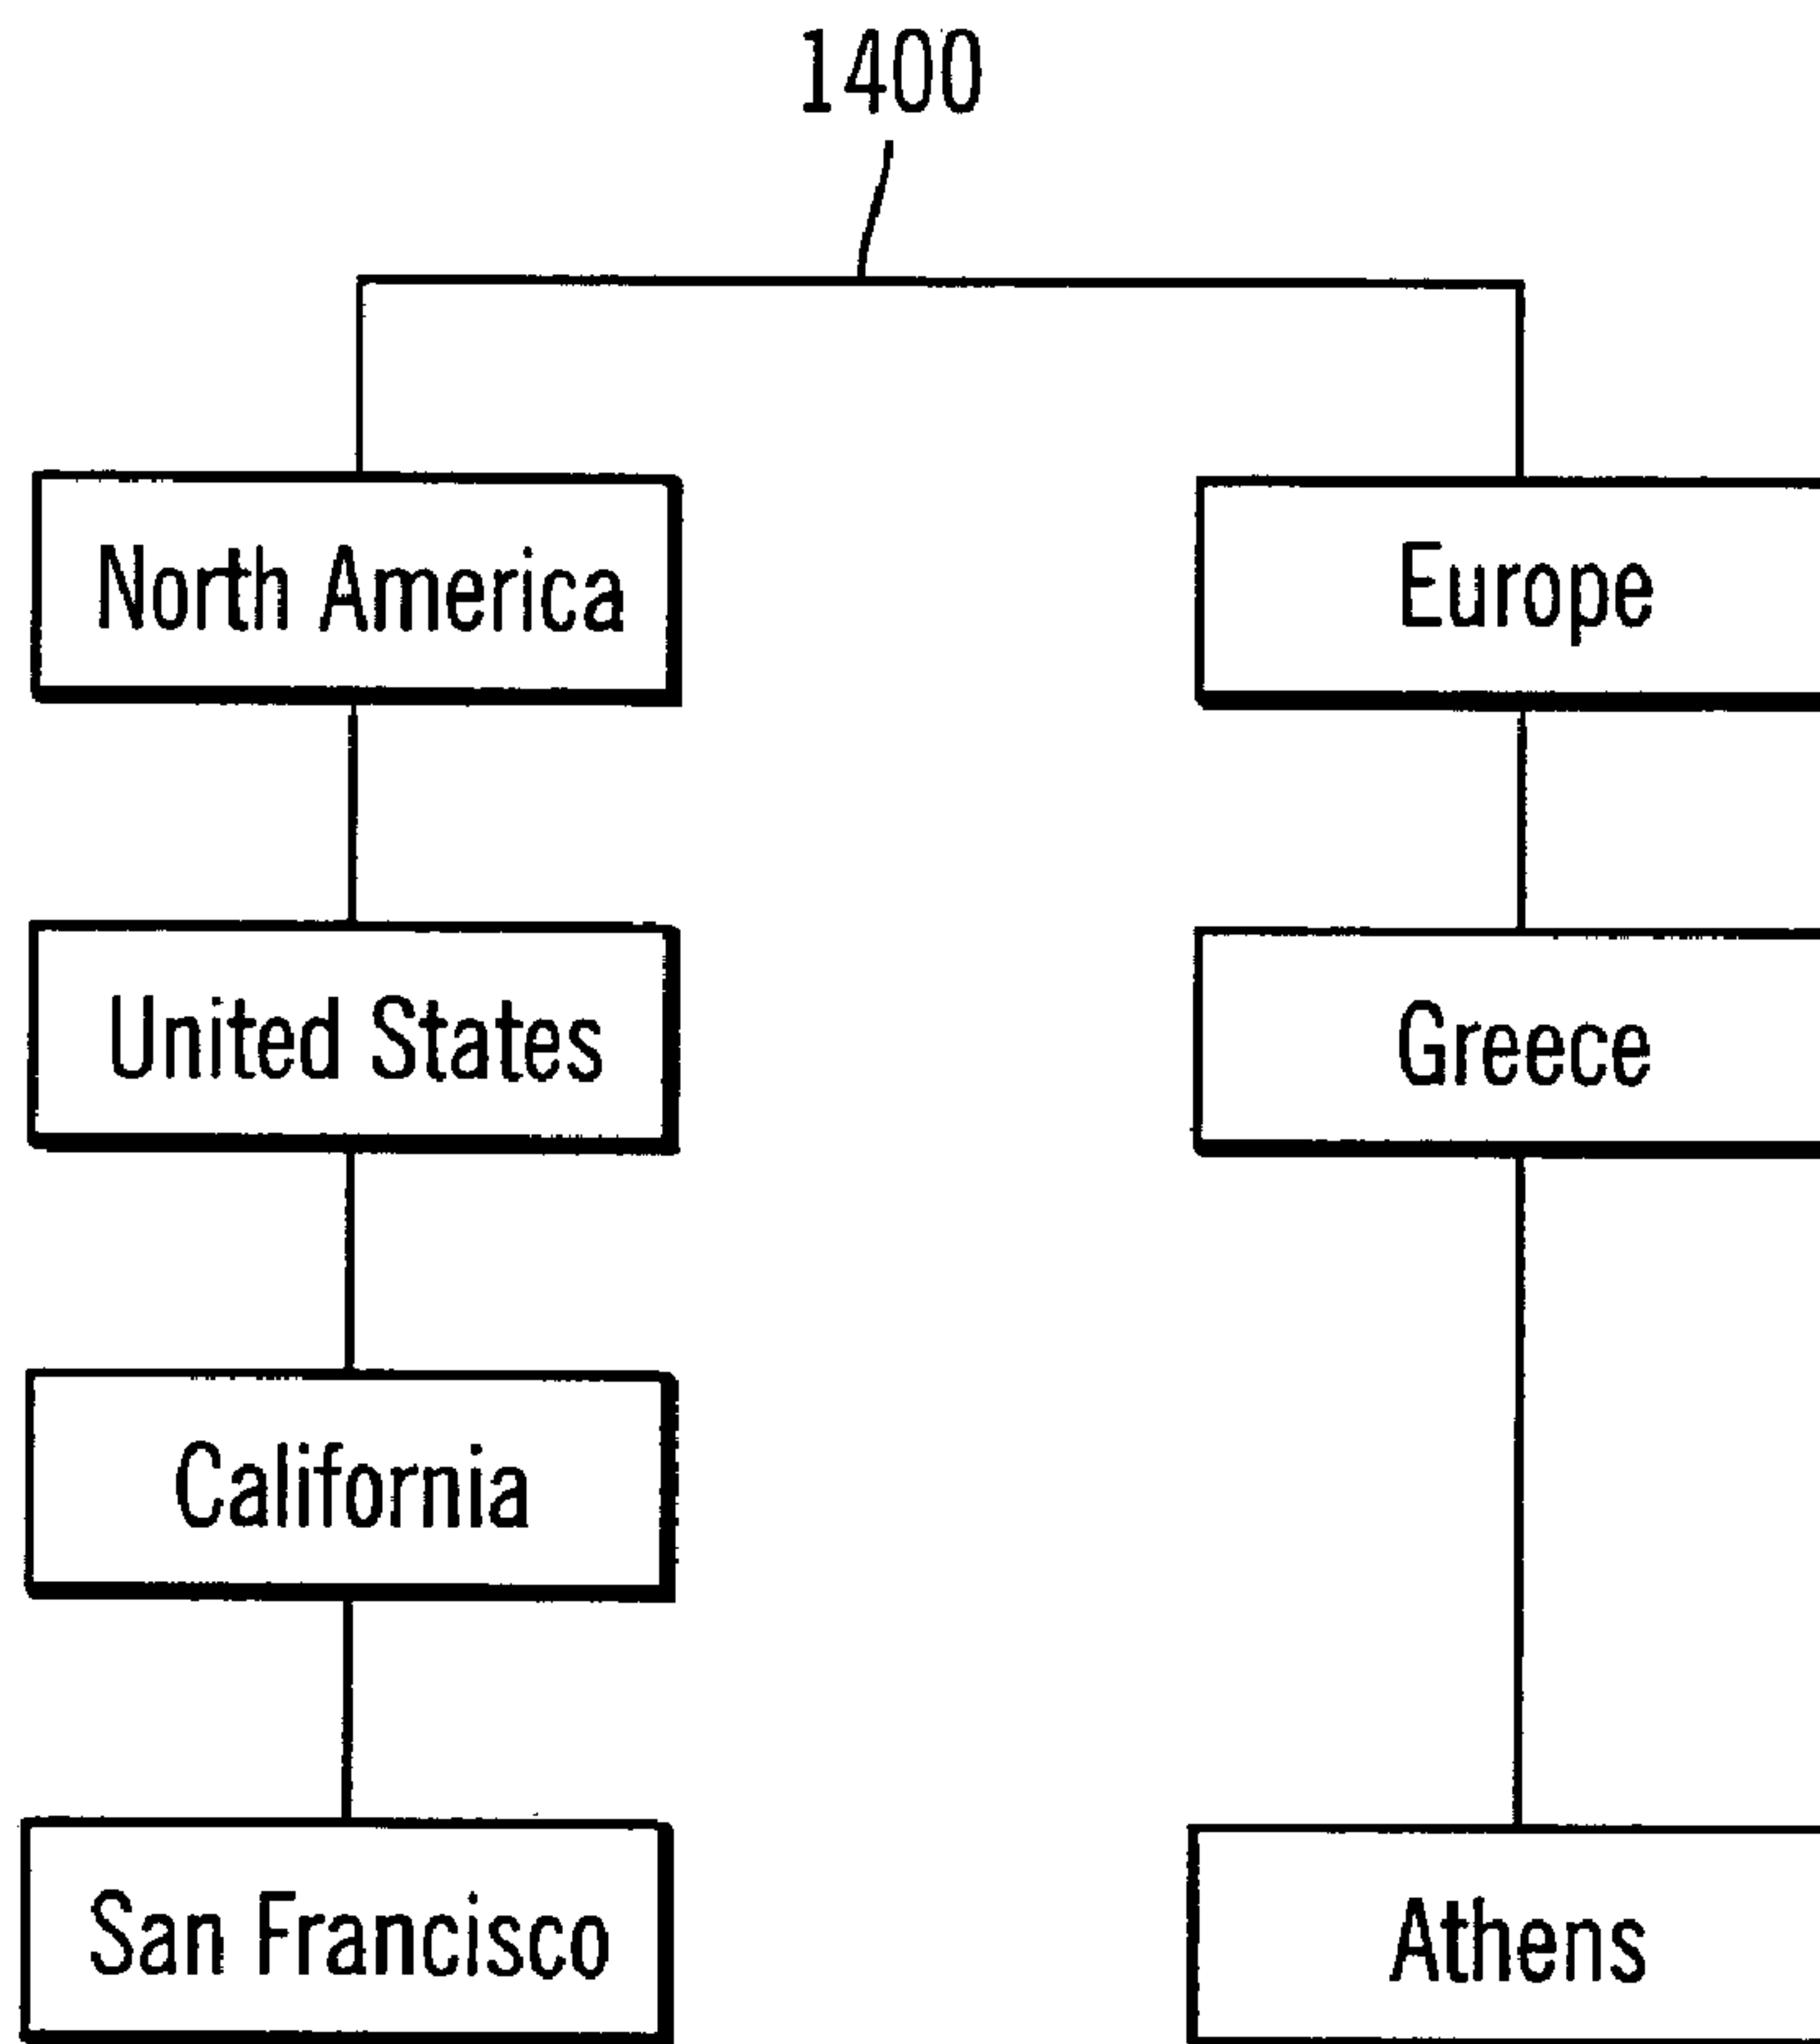 1400
North America
Europe
United States
Greece
California
San Francisco
Athens